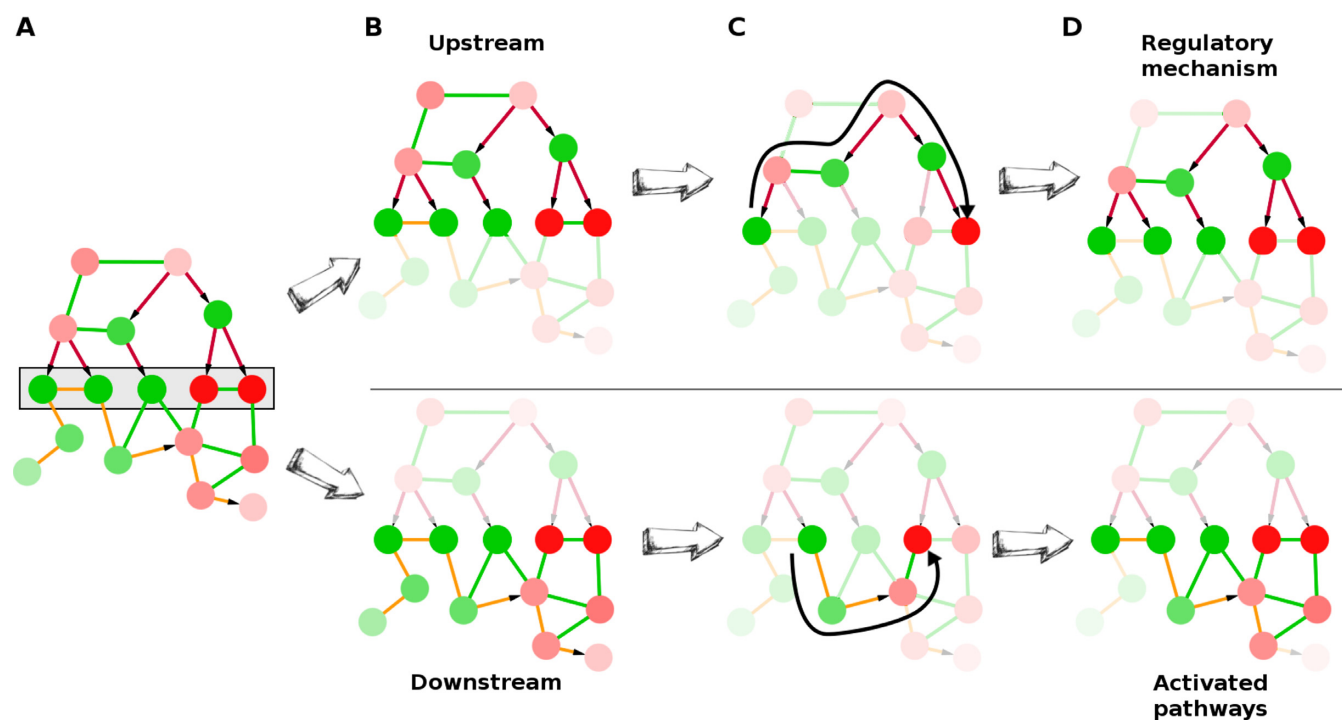 A
B
C
D
Upstream
Regulatory
mechanism
Downstream
Activated
pathways